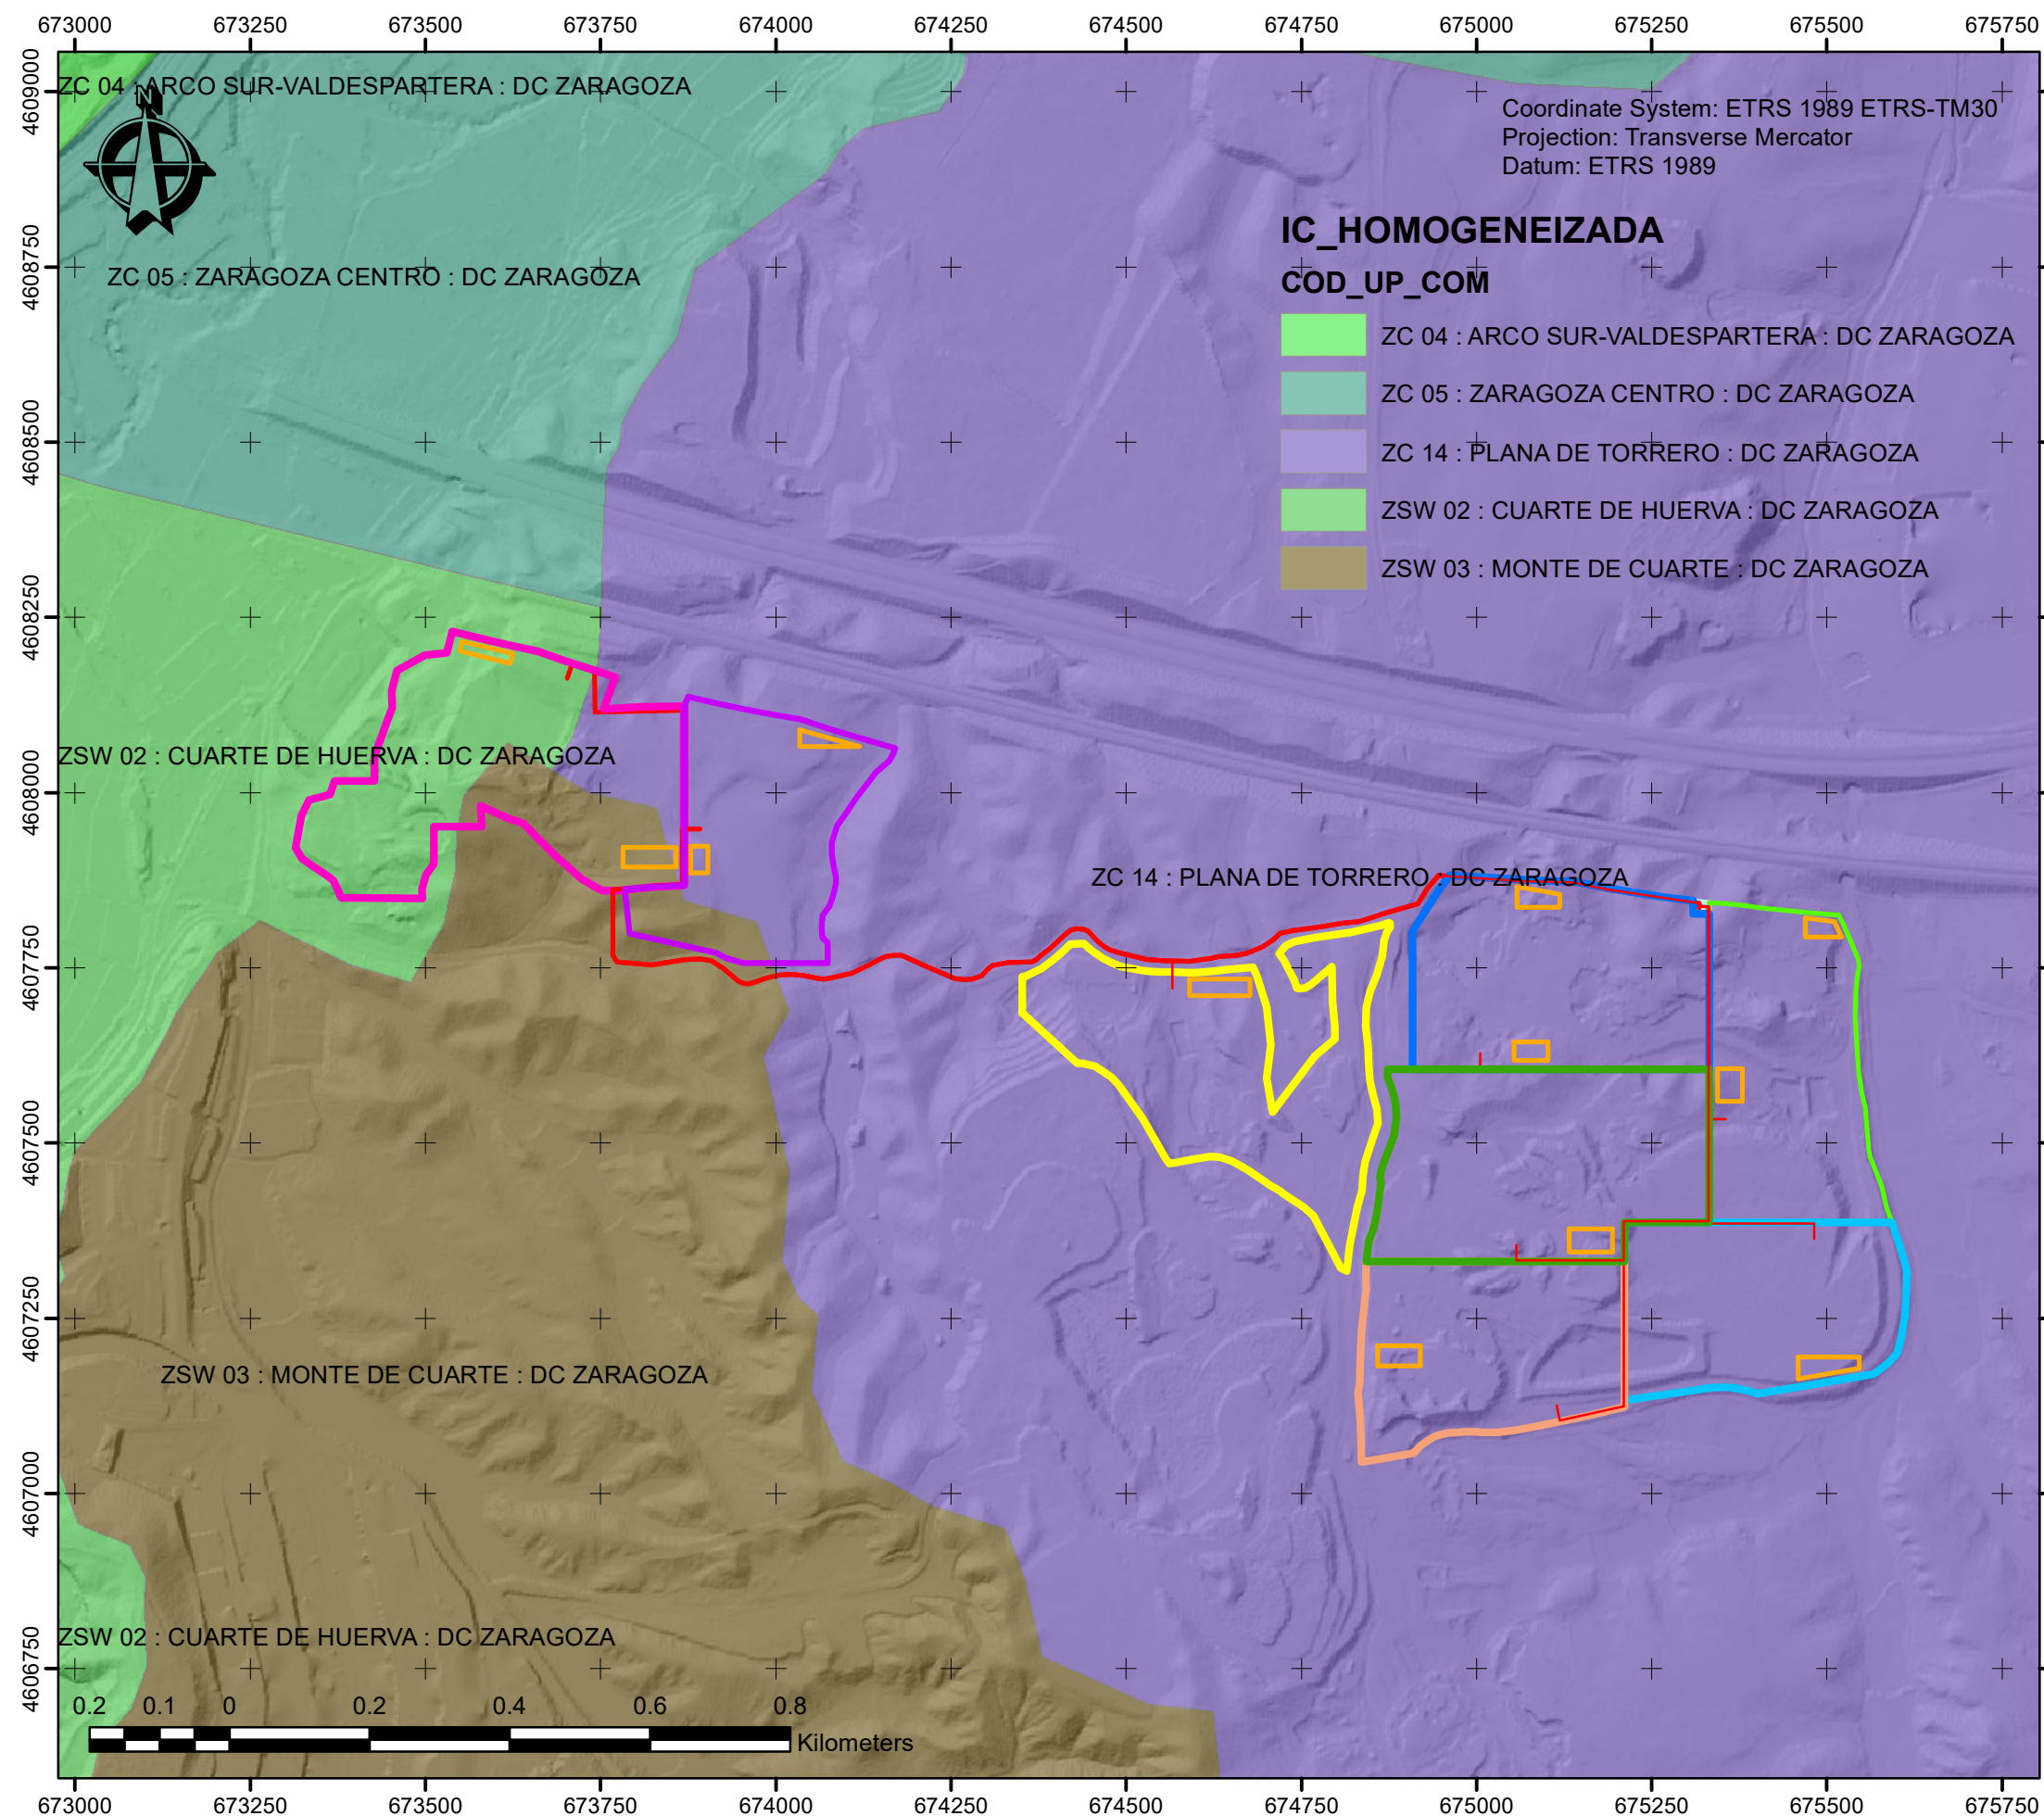 673000 673250 673500 673750 674000 674250 674500 674750 675000 675250 675500 675750
4609000
4608750
4608500
4608250
4608000
4607750
4607500
4607250
4607000
4606750
ZC 04 : ARCO SUR-VALDESPARTERA : DC ZARAGOZA
N
Coordinate System: ETRS 1989 ETRS-TM30
Projection: Transverse Mercator
Datum: ETRS 1989
ZC 05 : ZARAGOZA CENTRO : DC ZARAGOZA
IC_HOMOGENEIZADA
COD_UP_COM
ZC 04 : ARCO SUR-VALDESPARTERA : DC ZARAGOZA
ZC 05 : ZARAGOZA CENTRO : DC ZARAGOZA
ZC 14 : PLANA DE TORRERO : DC ZARAGOZA
ZSW 02 : CUARTE DE HUERVA : DC ZARAGOZA
ZSW 03 : MONTE DE CUARTE : DC ZARAGOZA
ZSW 02 : CUARTE DE HUERVA : DC ZARAGOZA
ZC 14 : PLANA DE TORRERO : DC ZARAGOZA
ZSW 03 : MONTE DE CUARTE : DC ZARAGOZA
ZSW 02 : CUARTE DE HUERVA : DC ZARAGOZA
0.2 0.1 0 0.2 0.4 0.6 0.8
Kilometers
673000 673250 673500 673750 674000 674250 674500 674750 675000 675250 675500 675750